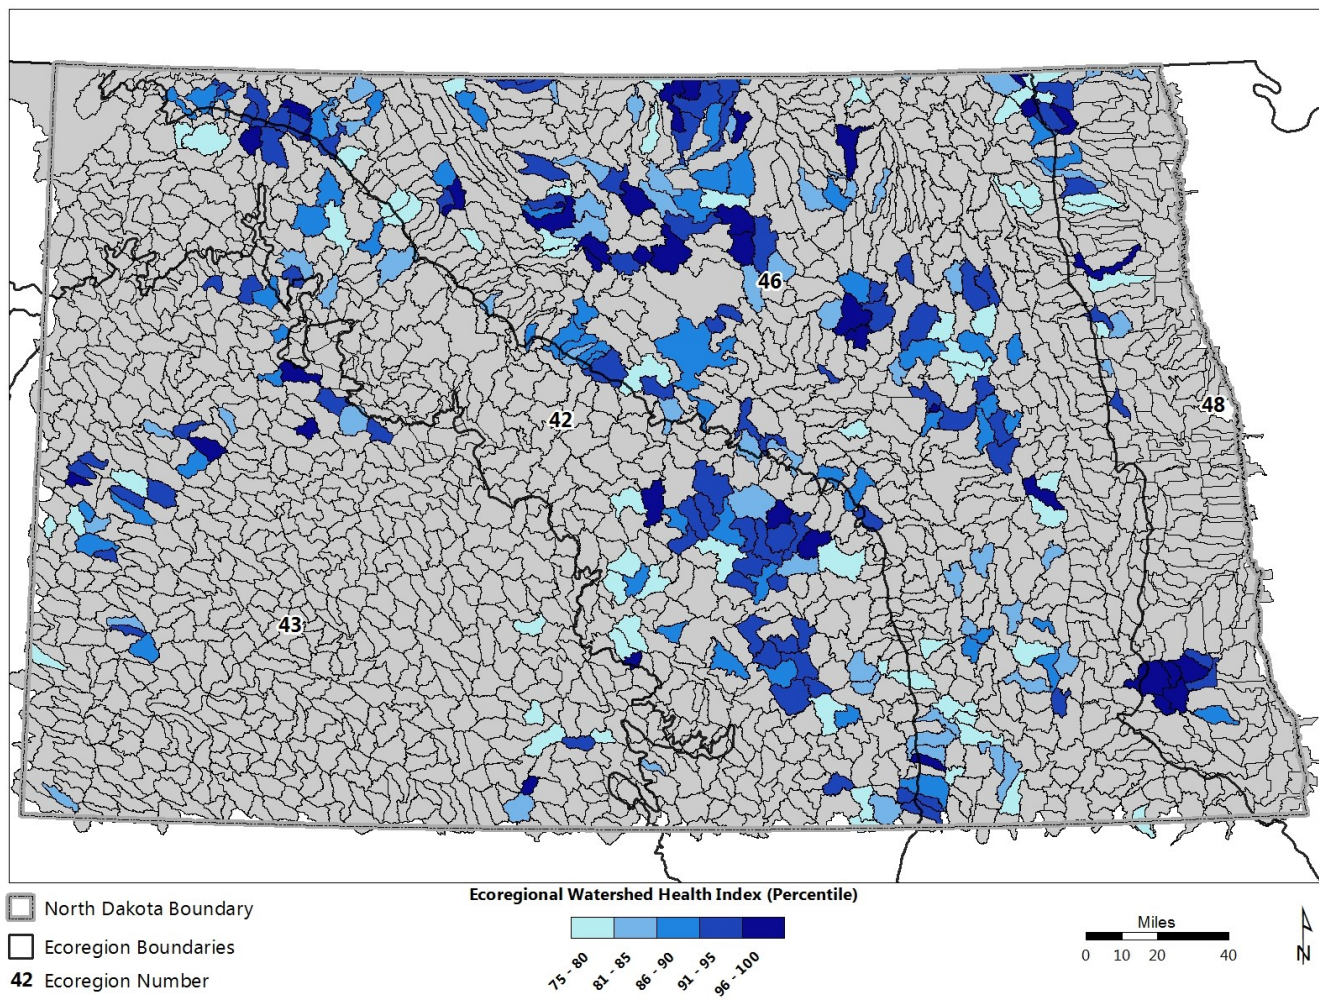 46
48
42
43
North Dakota Boundary
Ecoregion Boundaries
42 Ecoregion Number
Ecoregional Watershed Health Index (Percentile)
75 - 80
81 - 85
86 - 90
91 - 95
96 - 100
Miles
0 10 20 40
N